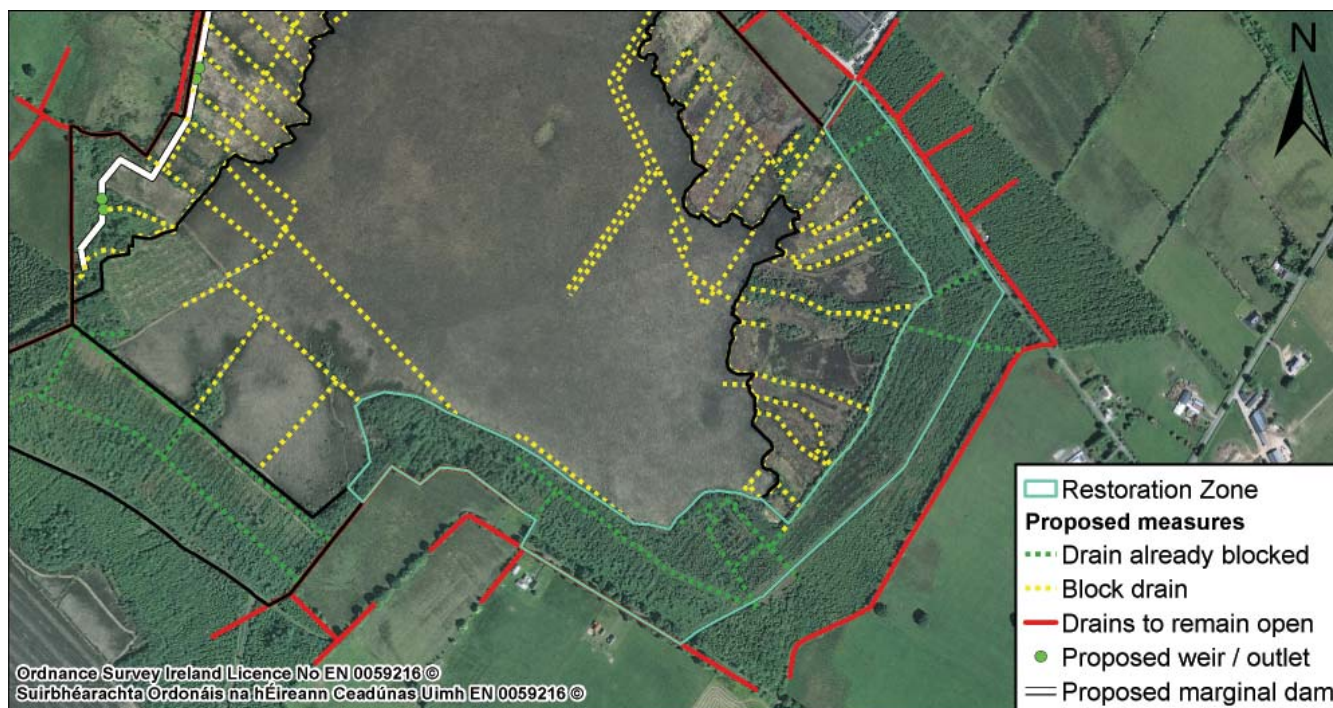 N
Restoration Zone
Proposed measures
Drain already blocked
Block drain
Drains to remain open
Proposed weir / outlet
Proposed marginal dam
Ordnance Survey Ireland Licence No EN 0059216 ©
Suirbhéarachta Ordonáis na hÉireann Ceadúnas Uimh EN 0059216 ©